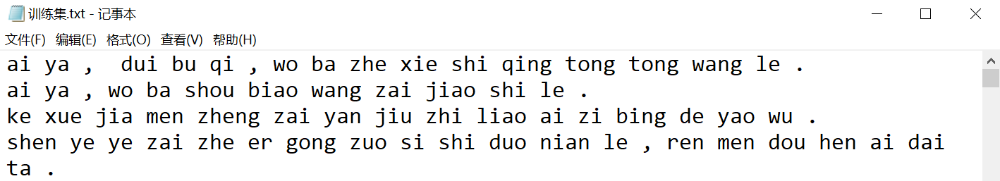 训练集.txt - 记事本
文件(F) 编辑(E) 格式(O) 查看(V) 帮助(H)
ai ya ,  dui bu qi , wo ba zhe xie shi qing tong tong wang le .
ai ya , wo ba shou biao wang zai jiao shi le .
ke xue jia men zheng zai yan jiu zhi liao ai zi bing de yao wu .
shen ye ye zai zhe er gong zuo si shi duo nian le , ren men dou hen ai dai
ta .